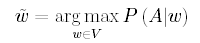 w̃ = arg max P (A|w)
w∈V